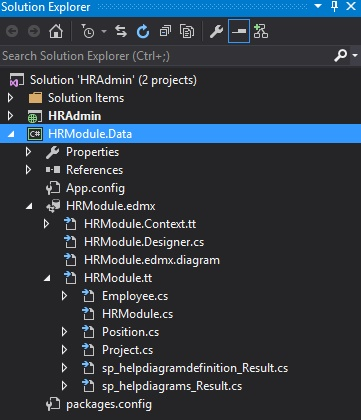 Solution Explorer
Search Solution Explorer (Ctrl+;)
Solution 'HRAdmin' (2 projects)
Solution Items
HRAdmin
C# HRModule.Data
Properties
References
App.config
HRModule.edmx
HRModule.Context.tt
HRModule.Designer.cs
HRModule.edmx.diagram
HRModule.tt
Employee.cs
HRModule.cs
Position.cs
Project.cs
sp_helpdiagramdefinition_Result.cs
sp_helpdiagrams_Result.cs
packages.config